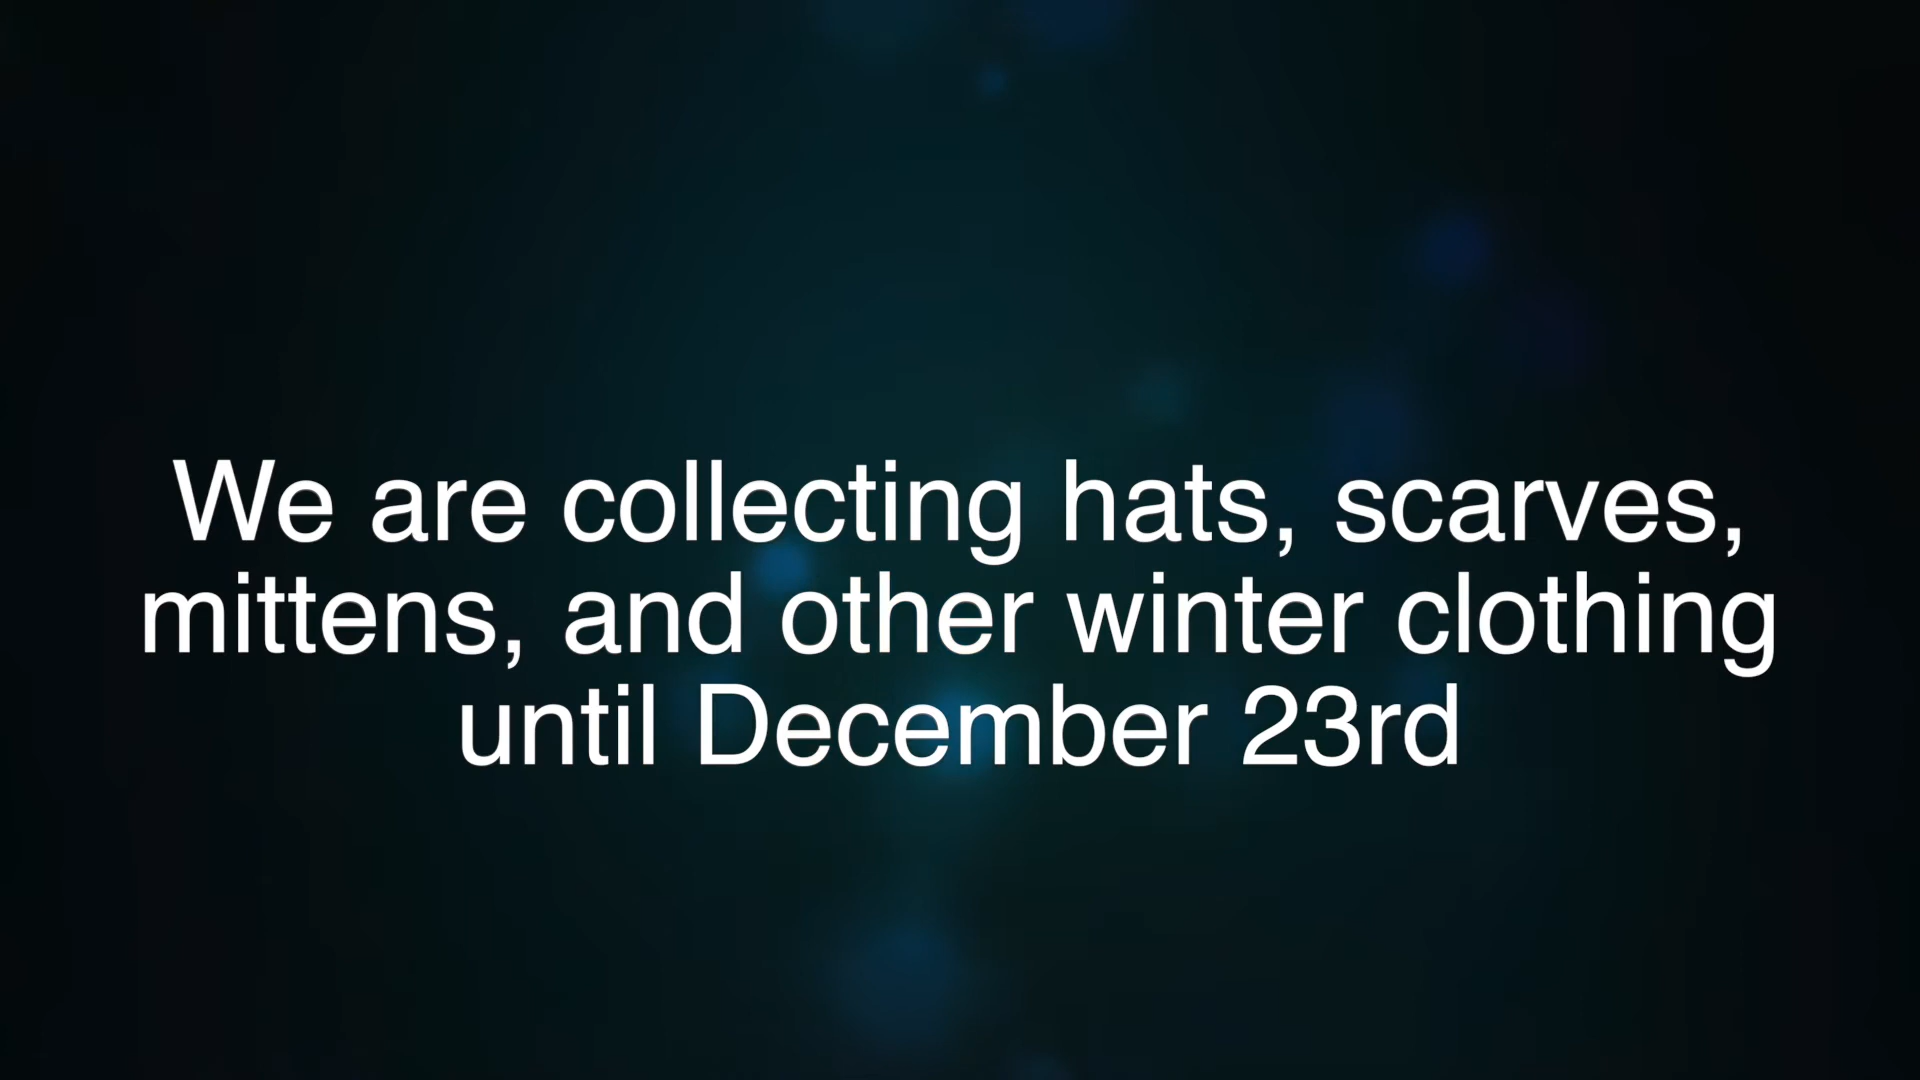 We are collecting hats, scarves,
mittens, and other winter clothing
until December 23rd